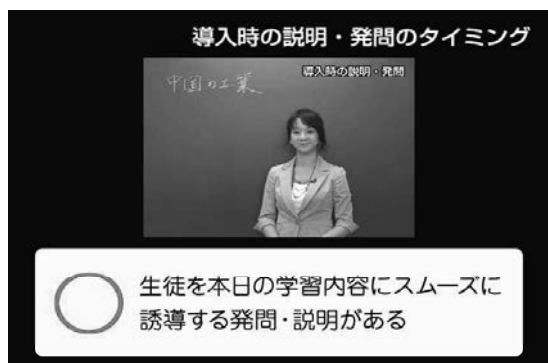 導入時の説明・発問のタイミング
導入時の説明・発問
中国の工業
生徒を本日の学習内容にスムーズに
誘導する発問・説明がある